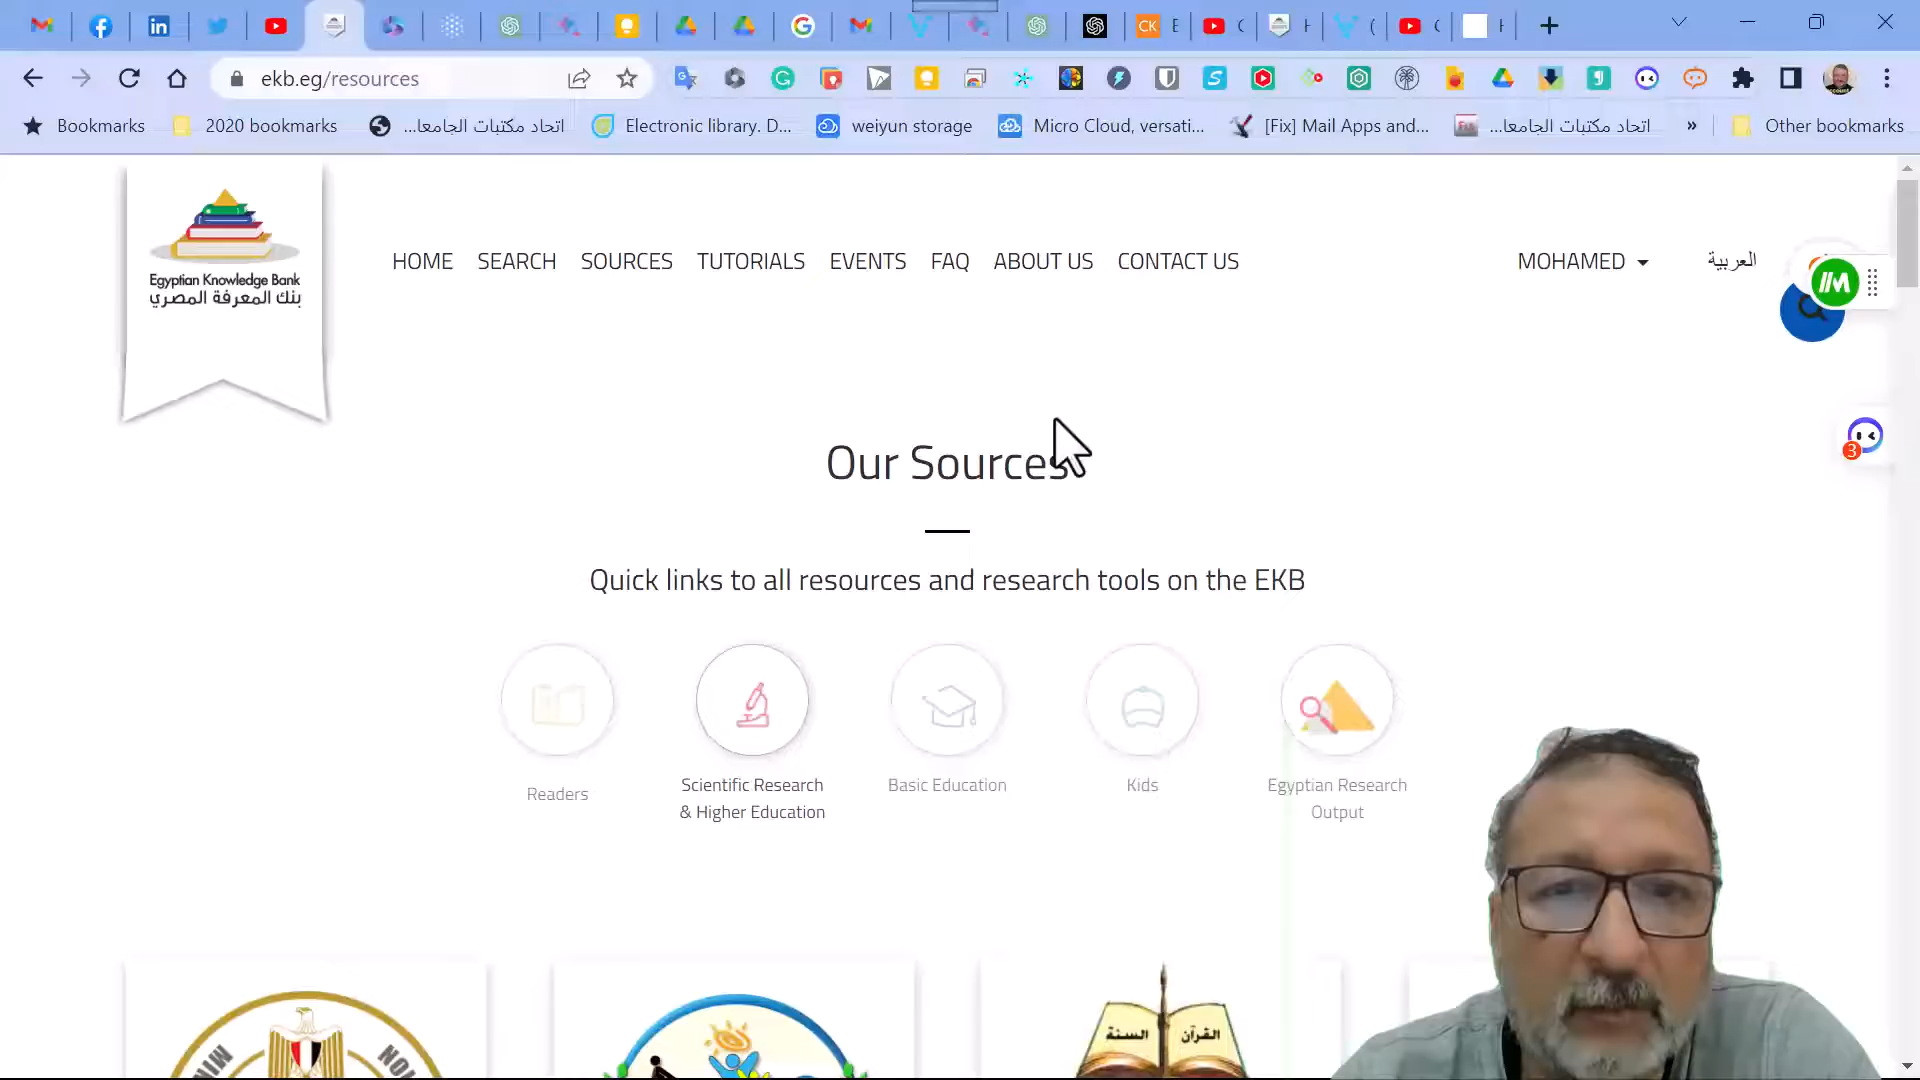 CK
E
ekb.eg/resources
Bookmarks
2020 bookmarks
اتحاد مكتبات الجامعا...
Electronic library. D...
weiyun storage
Micro Cloud, versati...
[Fix] Mail Apps and...
اتحاد مكتبات الجامعا...
»
Other bookmarks
Egyptian Knowledge Bank
بنك المعرفة المصري
HOME
SEARCH
SOURCES
TUTORIALS
EVENTS
FAQ
ABOUT US
CONTACT US
MOHAMED
العربية
3
Our Sources
Quick links to all resources and research tools on the EKB
Readers
Scientific Research
& Higher Education
Basic Education
Kids
Egyptian Research
Output
القرآن
السنة